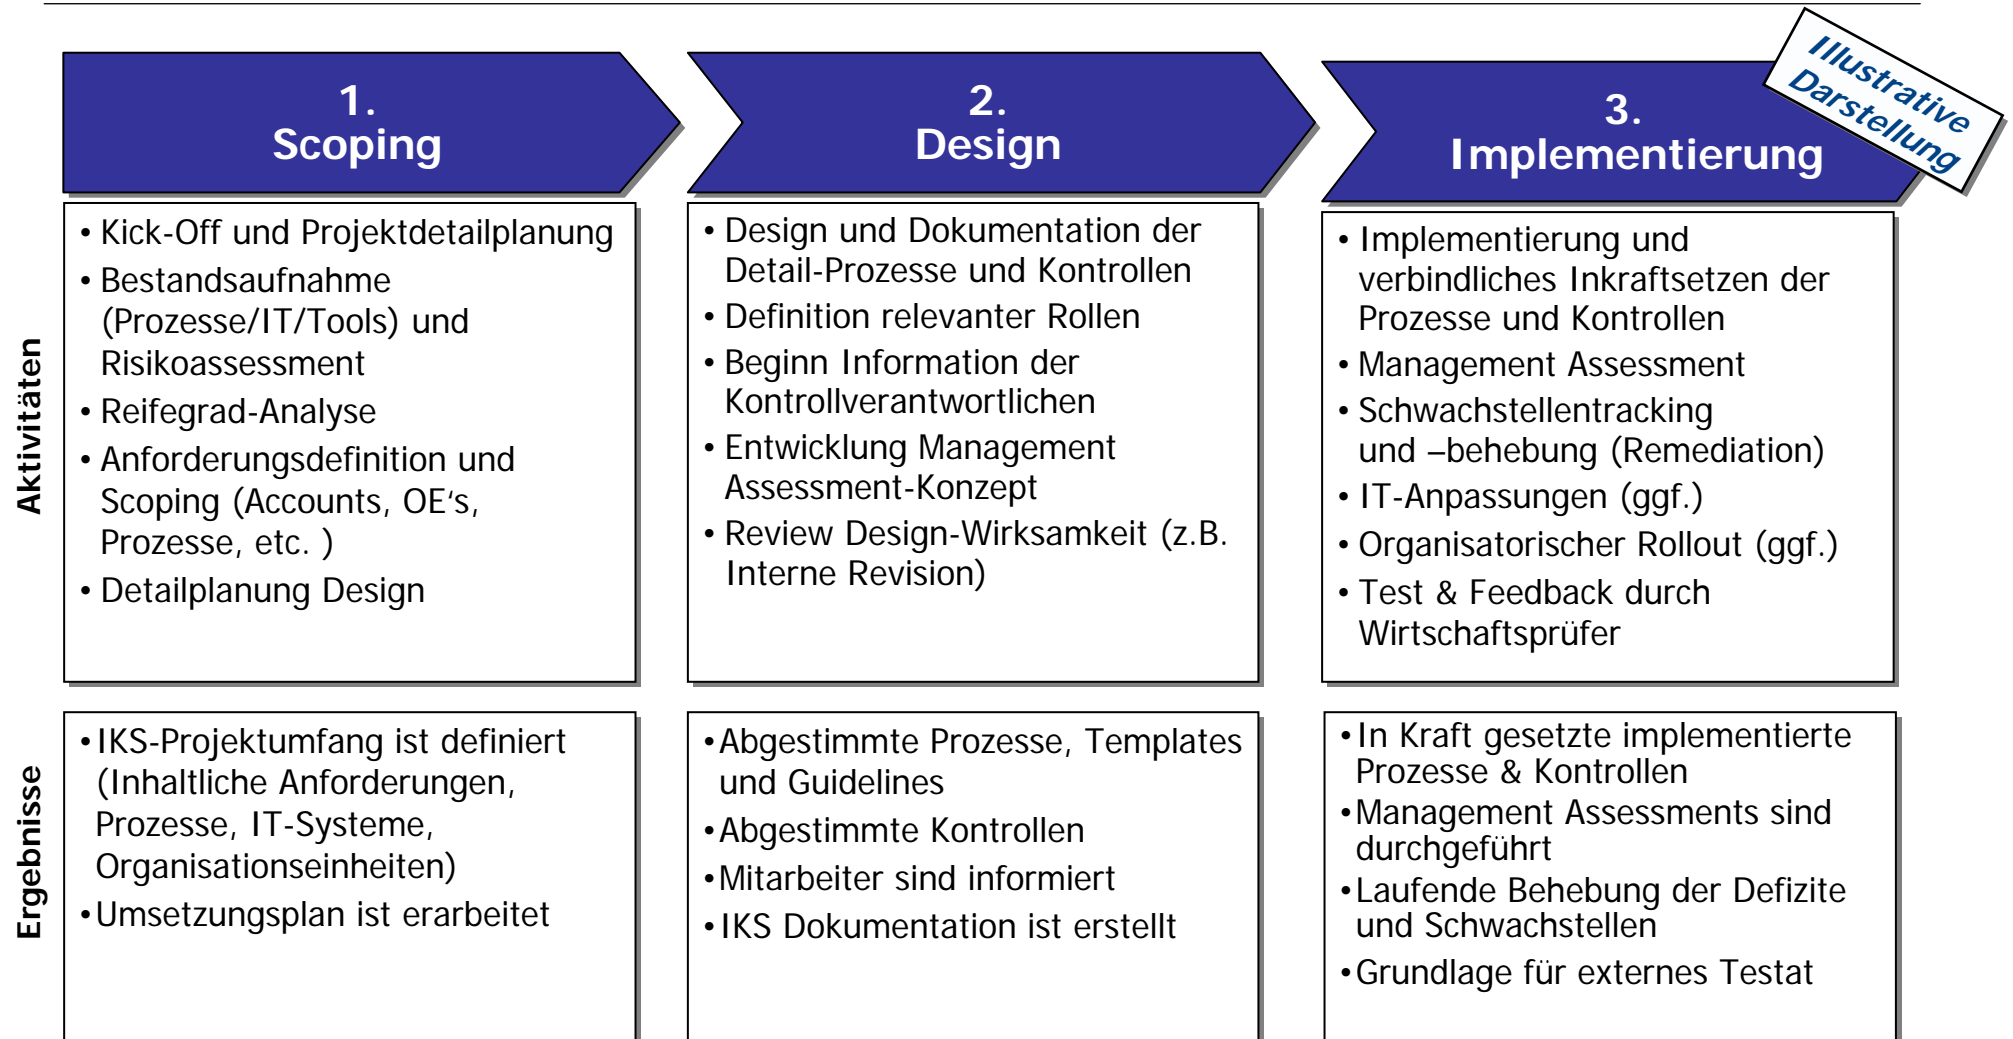 1.
Scoping
2.
Design
3.
Implementierung
Illustrative
Darstellung
Aktivitäten
• Kick-Off und Projektdetailplanung
• Bestandsaufnahme
(Prozesse/IT/Tools) und
Risikoassessment
• Reifegrad-Analyse
• Anforderungsdefinition und
Scoping (Accounts, OE‘s,
Prozesse, etc. )
• Detailplanung Design
• Design und Dokumentation der
Detail-Prozesse und Kontrollen
• Definition relevanter Rollen
• Beginn Information der
Kontrollverantwortlichen
• Entwicklung Management
Assessment-Konzept
• Review Design-Wirksamkeit (z.B.
Interne Revision)
• Implementierung und
verbindliches Inkraftsetzen der
Prozesse und Kontrollen
• Management Assessment
• Schwachstellentracking
und –behebung (Remediation)
• IT-Anpassungen (ggf.)
• Organisatorischer Rollout (ggf.)
• Test & Feedback durch
Wirtschaftsprüfer
Ergebnisse
•IKS-Projektumfang ist definiert
(Inhaltliche Anforderungen,
Prozesse, IT-Systeme,
Organisationseinheiten)
•Umsetzungsplan ist erarbeitet
•Abgestimmte Prozesse, Templates
und Guidelines
•Abgestimmte Kontrollen
•Mitarbeiter sind informiert
•IKS Dokumentation ist erstellt
•In Kraft gesetzte implementierte
Prozesse & Kontrollen
•Management Assessments sind
durchgeführt
•Laufende Behebung der Defizite
und Schwachstellen
•Grundlage für externes Testat